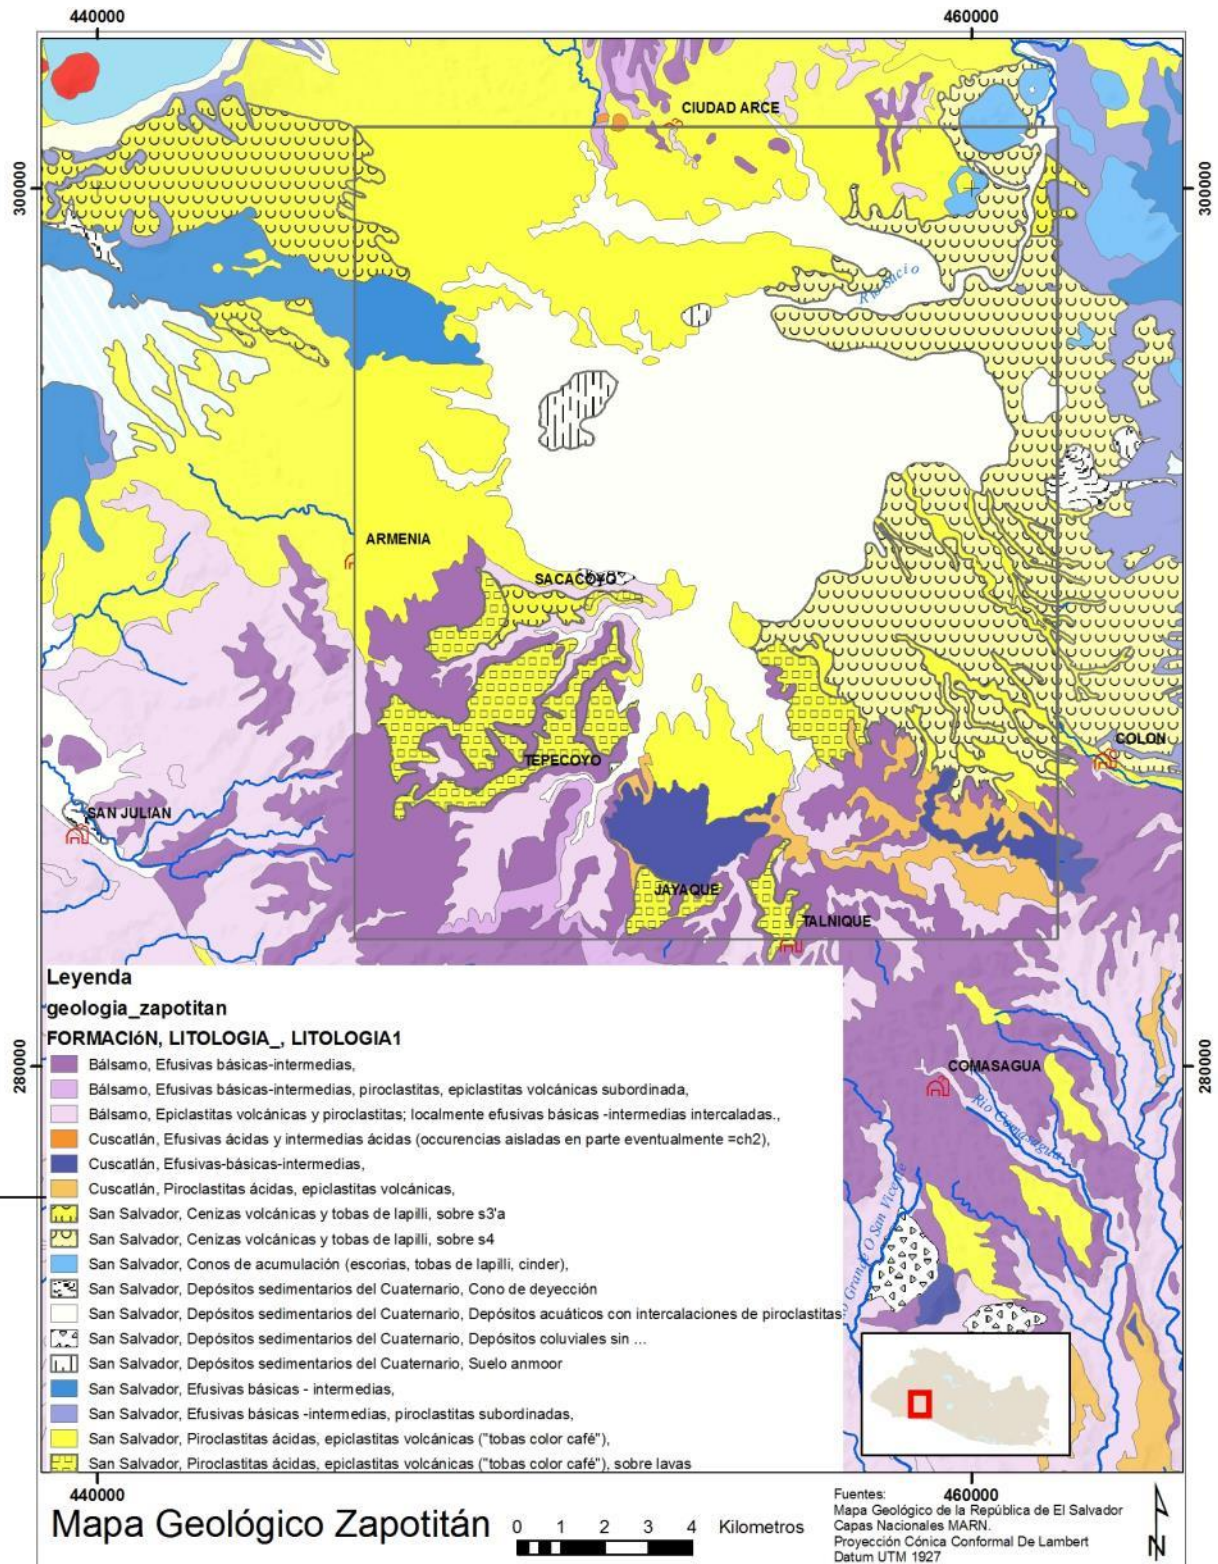 440000
460000
CIUDAD ARCE
300000
300000
Río Sucio
ARMENIA
SACACOYO
TEPECOYO
COLON
SAN JULIAN
JAYAQUE
TALNIQUE
Leyenda
geologia_zapotitan
FORMACIóN, LITOLOGIA_, LITOLOGIA1
Bálsamo, Efusivas básicas-intermedias,
Bálsamo, Efusivas básicas-intermedias, piroclastitas, epiclastitas volcánicas subordinada,
Bálsamo, Epiclastitas volcánicas y piroclastitas; localmente efusivas básicas -intermedias intercaladas.,
Cuscatlán, Efusivas ácidas y intermedias ácidas (occurencias aisladas en parte eventualmente =ch2),
Cuscatlán, Efusivas-básicas-intermedias,
Cuscatlán, Piroclastitas ácidas, epiclastitas volcánicas,
San Salvador, Cenizas volcánicas y tobas de lapilli, sobre s3'a
San Salvador, Cenizas volcánicas y tobas de lapilli, sobre s4
San Salvador, Conos de acumulación (escorias, tobas de lapilli, cinder),
San Salvador, Depósitos sedimentarios del Cuaternario, Cono de deyección
San Salvador, Depósitos sedimentarios del Cuaternario, Depósitos acuáticos con intercalaciones de piroclastitas
San Salvador, Depósitos sedimentarios del Cuaternario, Depósitos coluviales sin ...
San Salvador, Depósitos sedimentarios del Cuaternario, Suelo anmoor
San Salvador, Efusivas básicas - intermedias,
San Salvador, Efusivas básicas -intermedias, piroclastitas subordinadas,
San Salvador, Piroclastitas ácidas, epiclastitas volcánicas ("tobas color café"),
San Salvador, Piroclastitas ácidas, epiclastitas volcánicas ("tobas color café"), sobre lavas
280000
280000
COMASAGUA
Río Comasagua
Grande O San Vicente
440000
460000
Mapa Geológico Zapotitán
0 1 2 3 4 Kilometros
Fuentes:
Mapa Geológico de la República de El Salvador
Capas Nacionales MARN.
Proyección Cónica Conformal De Lambert
Datum UTM 1927
N